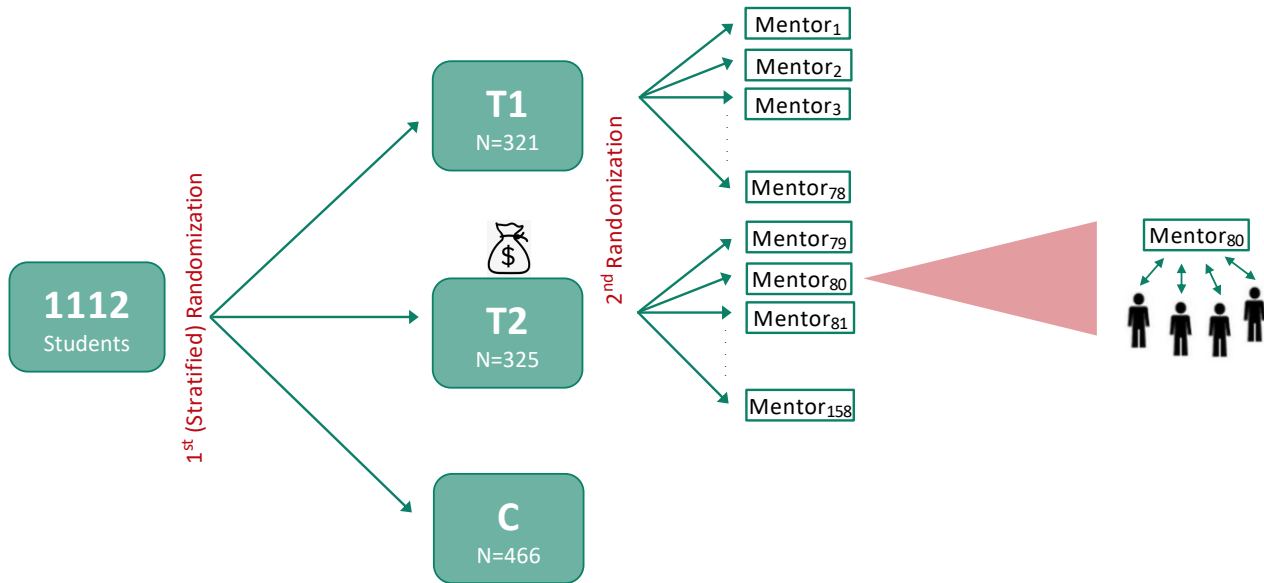 1112
Students
1st (Stratified) Randomization
T1
N=321
$
T2
N=325
C
N=466
2nd Randomization
Mentor1
Mentor2
Mentor3
Mentor78
Mentor79
Mentor80
Mentor81
Mentor158
Mentor80